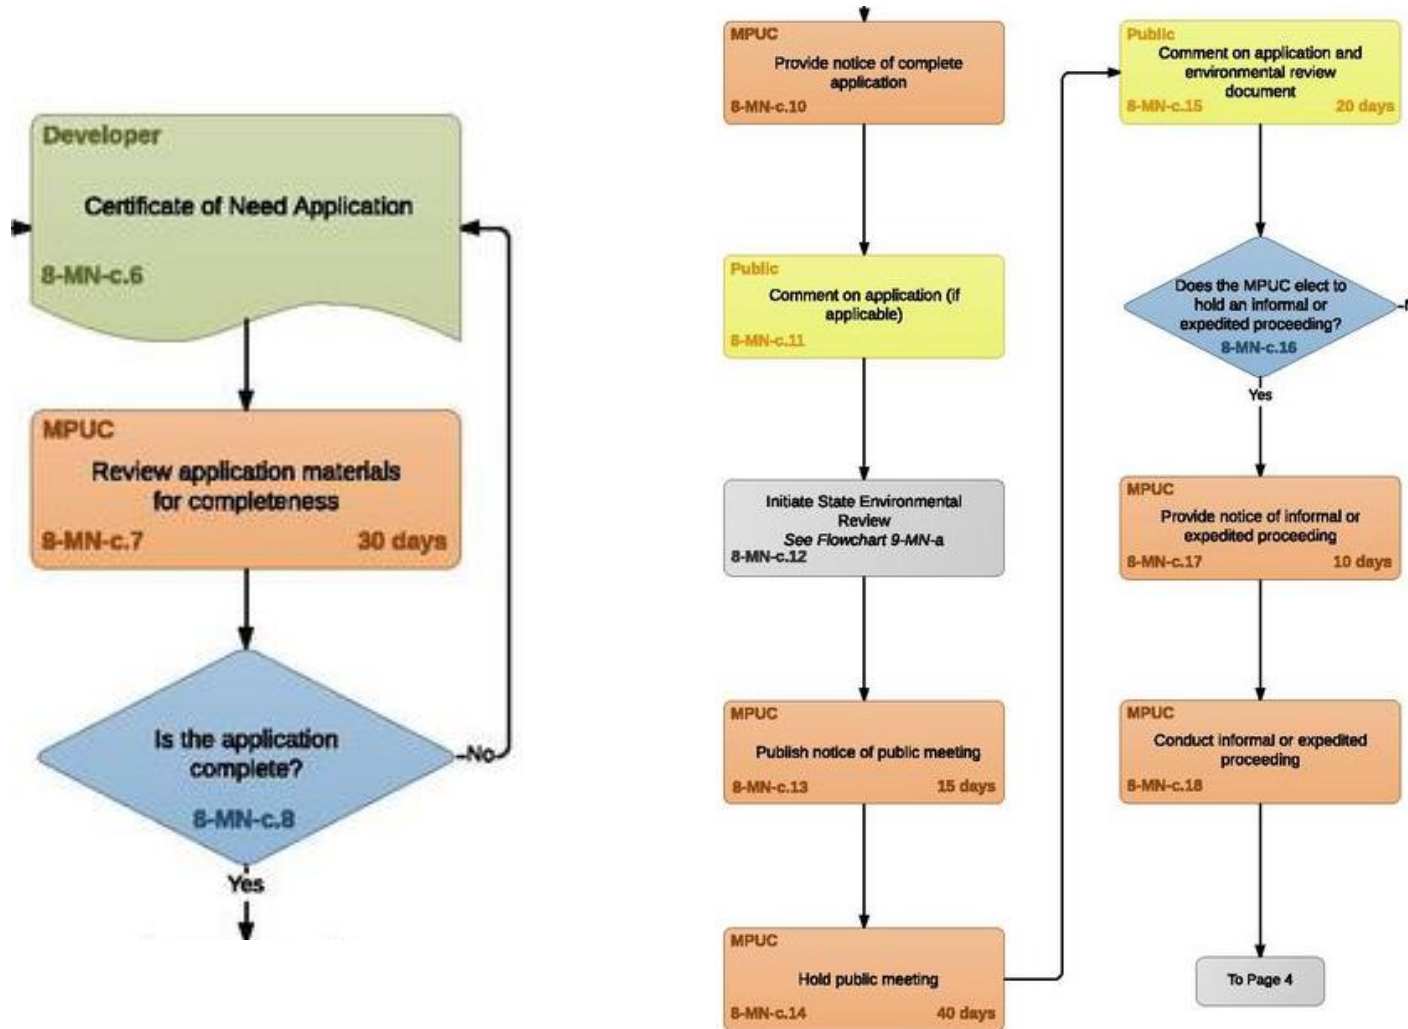 Developer
Certificate of Need Application
8-MN-c.6
MPUC
Review application materials
for completeness
8-MN-c.7 30 days
Is the application
complete?
8-MN-c.8
No
Yes
MPUC
Provide notice of complete
application
8-MN-c.10
Public
Comment on application (if
applicable)
8-MN-c.11
Initiate State Environmental
Review
See Flowchart 9-MN-a
8-MN-c.12
MPUC
Publish notice of public meeting
8-MN-c.13 15 days
MPUC
Hold public meeting
8-MN-c.14 40 days
Public
Comment on application and
environmental review
document
8-MN-c.15 20 days
Does the MPUC elect to
hold an informal or
expedited proceeding?
8-MN-c.16
Yes
MPUC
Provide notice of informal or
expedited proceeding
8-MN-c.17 10 days
MPUC
Conduct informal or expedited
proceeding
8-MN-c.18
To Page 4